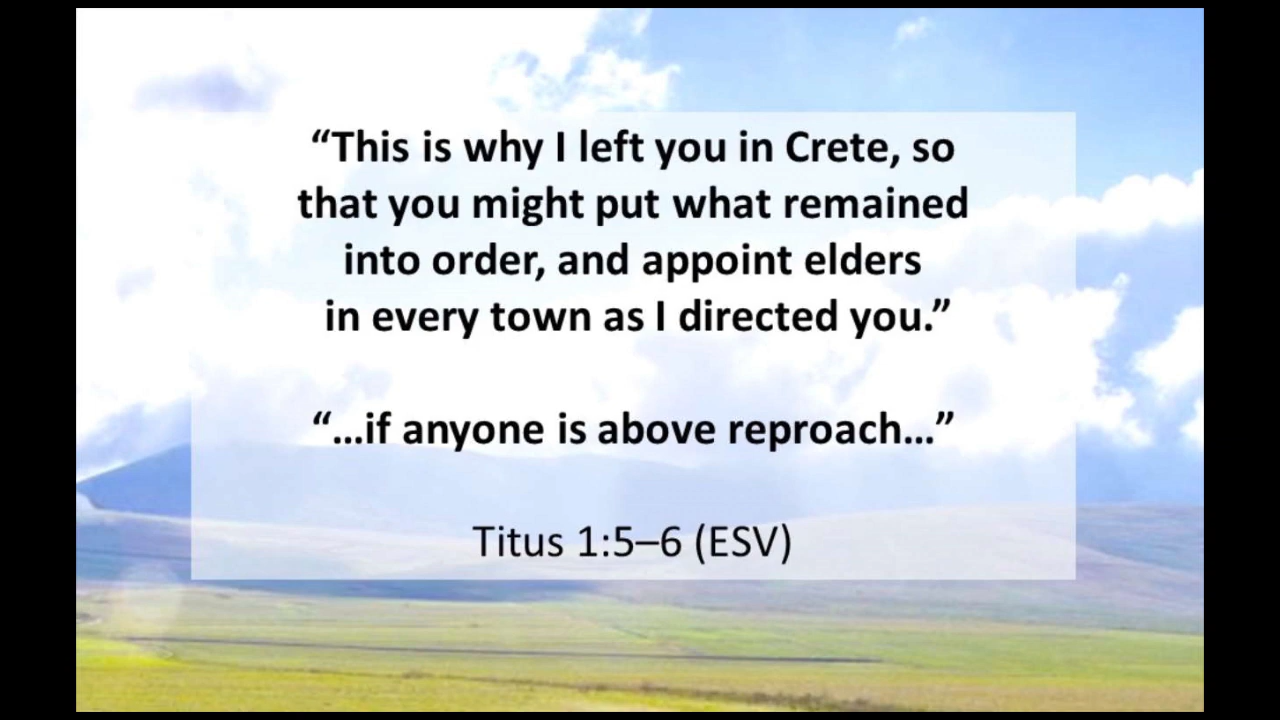 “This is why I left you in Crete, so
that you might put what remained
into order, and appoint elders
in every town as I directed you.”
“…if anyone is above reproach…”
Titus 1:5–6 (ESV)